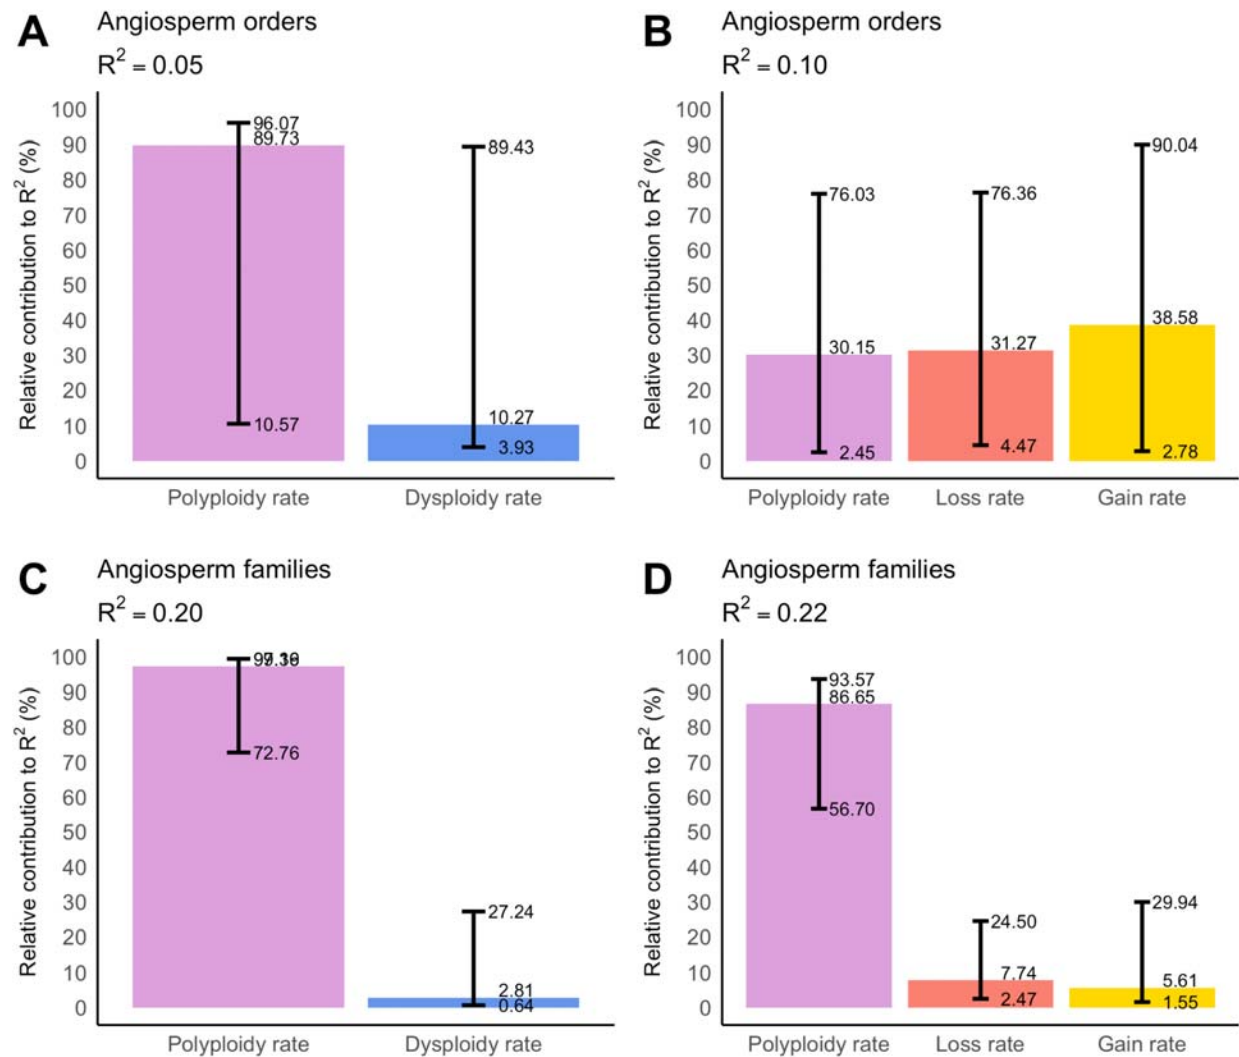 A
Angiosperm orders
R² = 0.05
Relative contribution to R² (%)
100
90
80
70
60
50
40
30
20
10
0
96.07
89.73
10.57
89.43
10.27
3.93
Polyploidy rate
Dysploidy rate
B
Angiosperm orders
R² = 0.10
Relative contribution to R² (%)
100
90
80
70
60
50
40
30
20
10
0
76.03
30.15
2.45
76.36
31.27
4.47
90.04
38.58
2.78
Polyploidy rate
Loss rate
Gain rate
C
Angiosperm families
R² = 0.20
Relative contribution to R² (%)
100
90
80
70
60
50
40
30
20
10
0
72.76
27.24
2.81
0.64
Polyploidy rate
Dysploidy rate
D
Angiosperm families
R² = 0.22
Relative contribution to R² (%)
100
90
80
70
60
50
40
30
20
10
0
93.57
86.65
56.70
24.50
7.74
2.47
29.94
5.61
1.55
Polyploidy rate
Loss rate
Gain rate